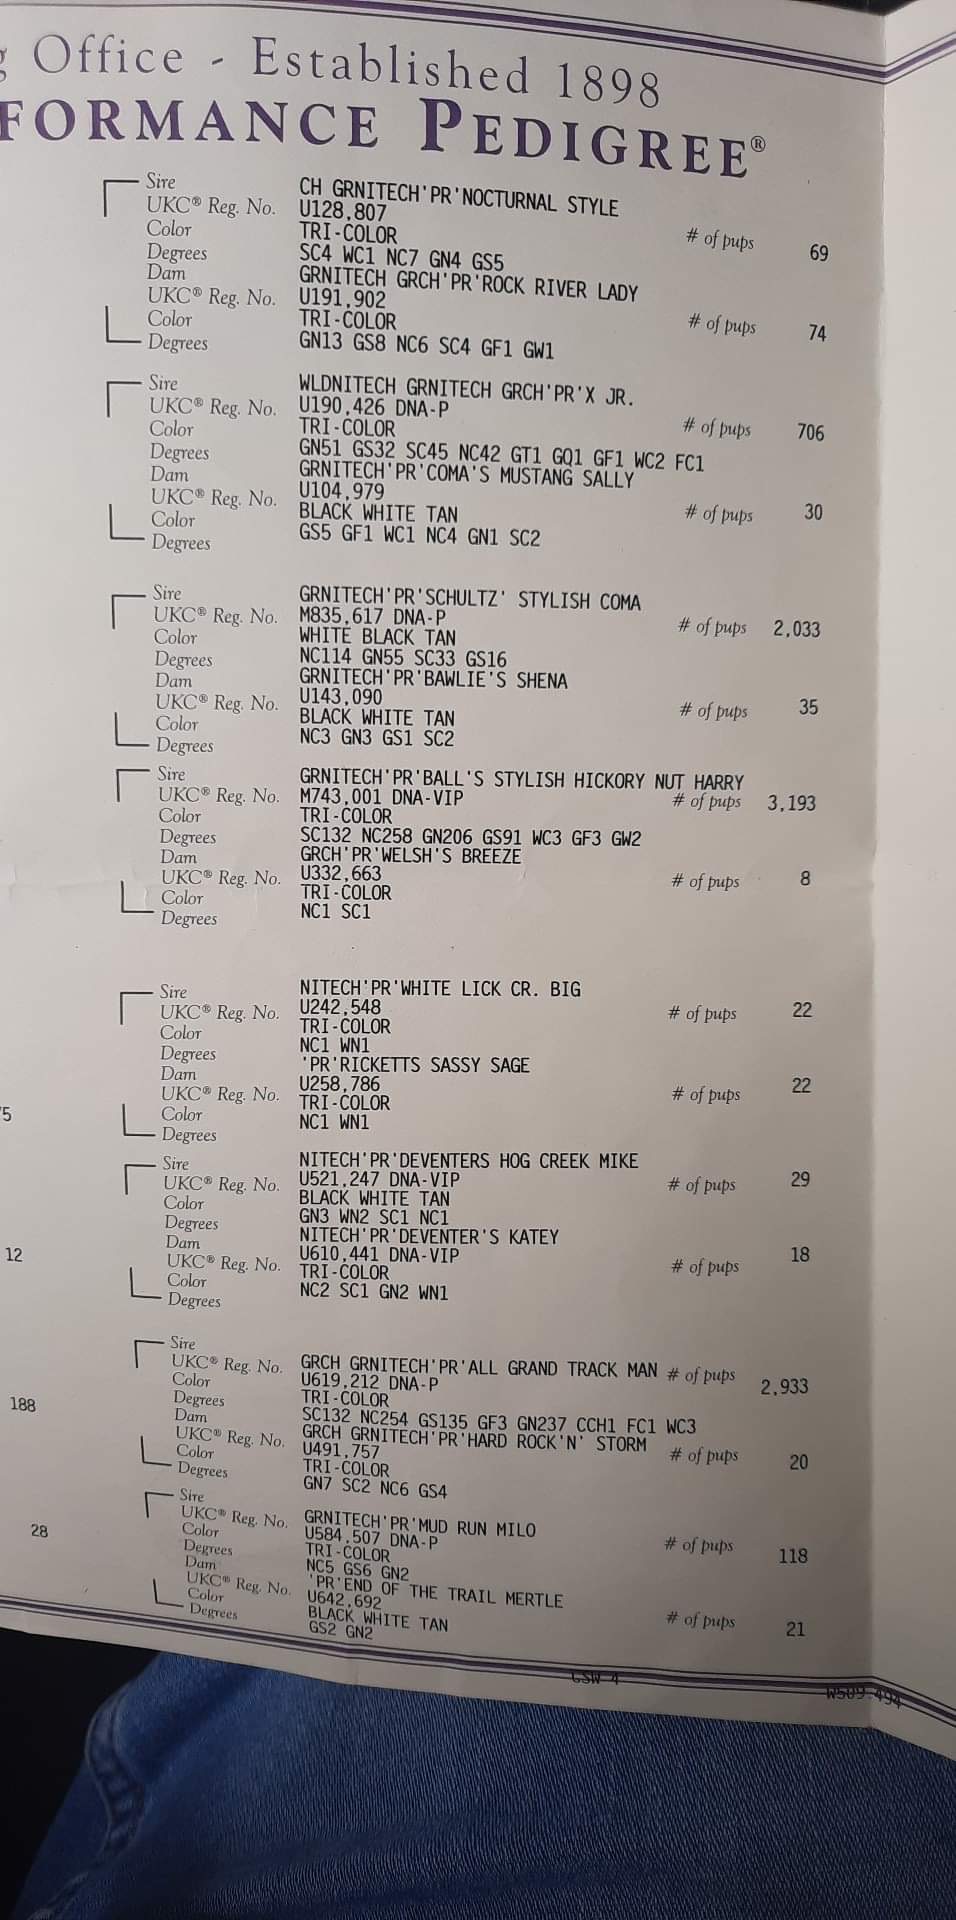 Office - Established 1898
FORMANCE PEDIGREE®
Sire CH GRNITECH'PR'NOCTURNAL STYLE
UKC® Reg. No. U128,807
Color TRI-COLOR # of pups 69
Degrees SC4 WC1 NC7 GN4 GS5
Dam GRNITECH GRCH'PR'ROCK RIVER LADY
UKC® Reg. No. U191,902
Color TRI-COLOR # of pups 74
Degrees GN13 GS8 NC6 SC4 GF1 GW1
Sire WLDNITECH GRNITECH GRCH'PR'X JR.
UKC® Reg. No. U190,426 DNA-P
Color TRI-COLOR # of pups 706
Degrees GN51 GS32 SC45 NC42 GT1 GQ1 GF1 WC2 FC1
Dam GRNITECH'PR'COMA'S MUSTANG SALLY
UKC® Reg. No. U104,979
Color BLACK WHITE TAN # of pups 30
Degrees GS5 GF1 WC1 NC4 GN1 SC2
Sire GRNITECH'PR'SCHULTZ' STYLISH COMA
UKC® Reg. No. M835,617 DNA-P # of pups 2,033
Color WHITE BLACK TAN
Degrees NC114 GN55 SC33 GS16
Dam GRNITECH'PR'BAWLIE'S SHENA
UKC® Reg. No. U143,090 # of pups 35
Color BLACK WHITE TAN
Degrees NC3 GN3 GS1 SC2
Sire GRNITECH'PR'BALL'S STYLISH HICKORY NUT HARRY
UKC® Reg. No. M743,001 DNA-VIP # of pups 3,193
Color TRI-COLOR
Degrees SC132 NC258 GN206 GS91 WC3 GF3 GW2
Dam GRCH'PR'WELSH'S BREEZE
UKC® Reg. No. U332,663 # of pups 8
Color TRI-COLOR
Degrees NC1 SC1
Sire NITECH'PR'WHITE LICK CR. BIG
UKC® Reg. No. U242,548 # of pups 22
Color TRI-COLOR
Degrees NC1 WN1
Dam 'PR'RICKETTS SASSY SAGE
UKC® Reg. No. U258,786 # of pups 22
5 Color TRI-COLOR
Degrees NC1 WN1
Sire NITECH'PR'DEVENTERS HOG CREEK MIKE
UKC® Reg. No. U521,247 DNA-VIP # of pups 29
Color BLACK WHITE TAN
Degrees GN3 WN2 SC1 NC1
Dam NITECH'PR'DEVENTER'S KATEY
12 UKC® Reg. No. U610,441 DNA-VIP # of pups 18
Color TRI-COLOR
Degrees NC2 SC1 GN2 WN1
Sire GRCH GRNITECH'PR'ALL GRAND TRACK MAN # of pups 2,933
UKC® Reg. No. U619,212 DNA-P
Color TRI-COLOR
188 Degrees SC132 NC254 GS135 GF3 GN237 CCH1 FC1 WC3
Dam GRCH GRNITECH'PR'HARD ROCK'N' STORM # of pups 20
UKC® Reg. No. U491,757
Color TRI-COLOR
Degrees GN7 SC2 NC6 GS4
Sire GRNITECH'PR'MUD RUN MILO
UKC® Reg. No. U584,507 DNA-P # of pups 118
28 Color TRI-COLOR
Degrees NC5 GS6 GN2
Dam 'PR'END OF THE TRAIL MERTLE
UKC® Reg. No. U642,692 # of pups 21
Color BLACK WHITE TAN
Degrees GS2 GN2